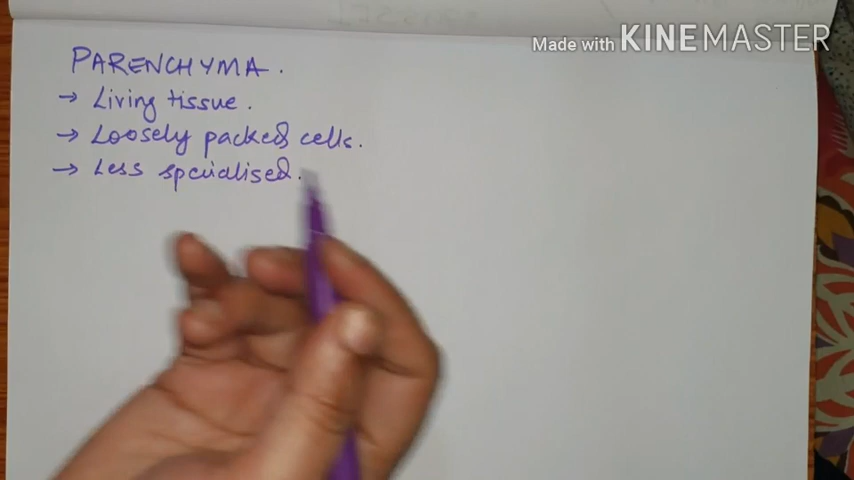 Made with KINEMASTER
PARENCHYMA.
→ Living tissue.
→ Loosely packed cells.
→ Less specialised.